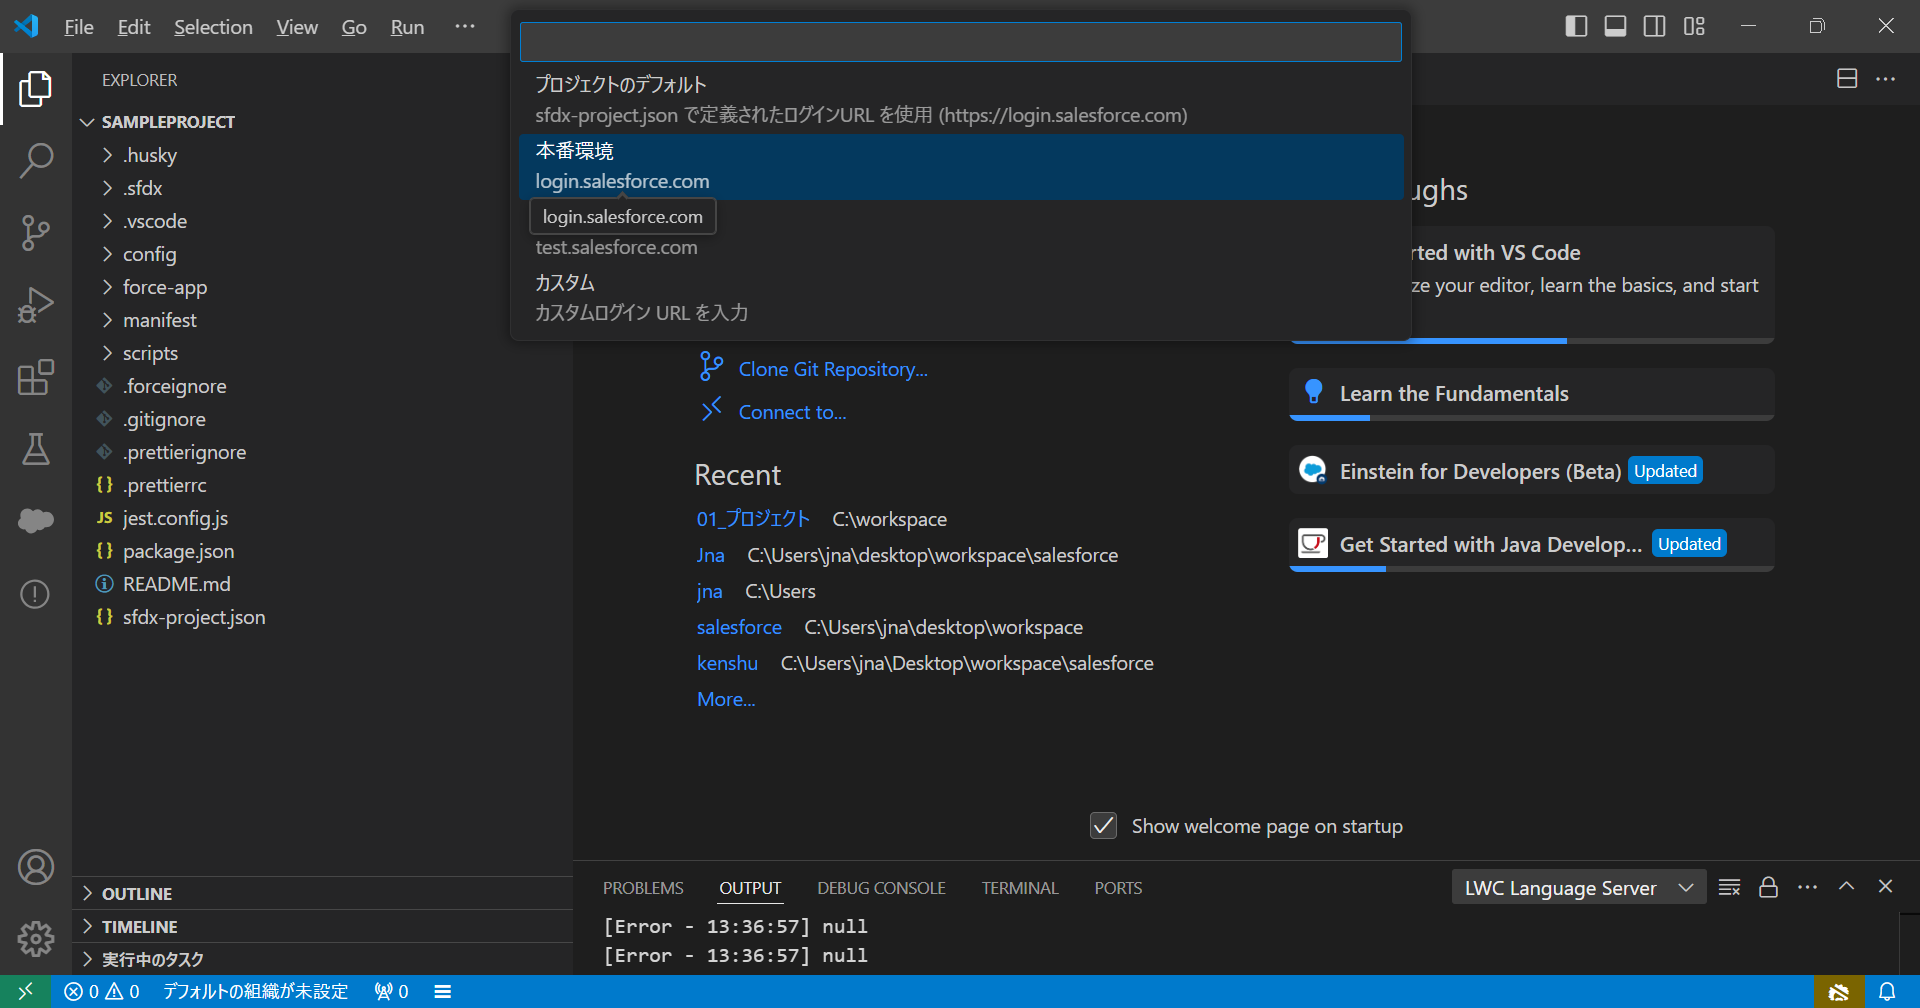 File Edit Selection View Go Run ...
プロジェクトのデフォルト
sfdx-project.json で定義されたログインURL を使用 (https://login.salesforce.com)
本番環境
login.salesforce.com
login.salesforce.com
test.salesforce.com
カスタム
カスタムログイン URL を入力
EXPLORER
SAMPLEPROJECT
.husky
.sfdx
.vscode
config
force-app
manifest
scripts
.forceignore
.gitignore
.prettierignore
{} .prettierrc
JS jest.config.js
{} package.json
README.md
{} sfdx-project.json
OUTLINE
TIMELINE
実行中のタスク
Clone Git Repository...
Connect to...
Recent
01_プロジェクト C:\workspace
Jna C:\Users\jna\desktop\workspace\salesforce
jna C:\Users
salesforce C:\Users\jna\desktop\workspace
kenshu C:\Users\jna\Desktop\workspace\salesforce
More...
ughs
rted with VS Code
ze your editor, learn the basics, and start
Learn the Fundamentals
Einstein for Developers (Beta) Updated
Get Started with Java Develop... Updated
Show welcome page on startup
PROBLEMS OUTPUT DEBUG CONSOLE TERMINAL PORTS
LWC Language Server
[Error - 13:36:57] null
[Error - 13:36:57] null
0 0 デフォルトの組織が未設定 0